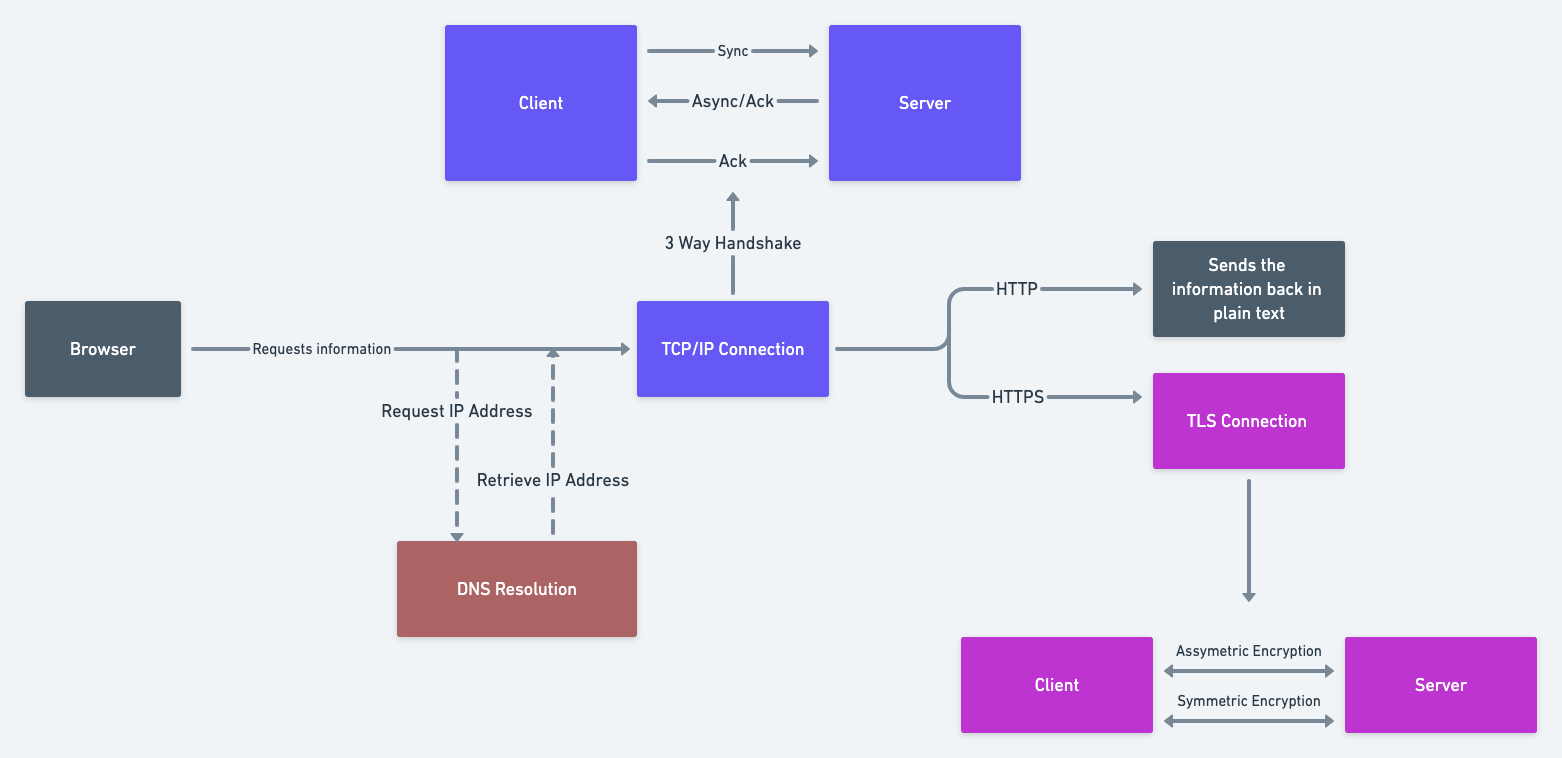 Client
Sync
Async/Ack
Ack
Server
3 Way Handshake
Browser
Requests information
TCP/IP Connection
HTTP
Sends the
information back in
plain text
HTTPS
TLS Connection
Request IP Address
Retrieve IP Address
DNS Resolution
Client
Assymetric Encryption
Symmetric Encryption
Server